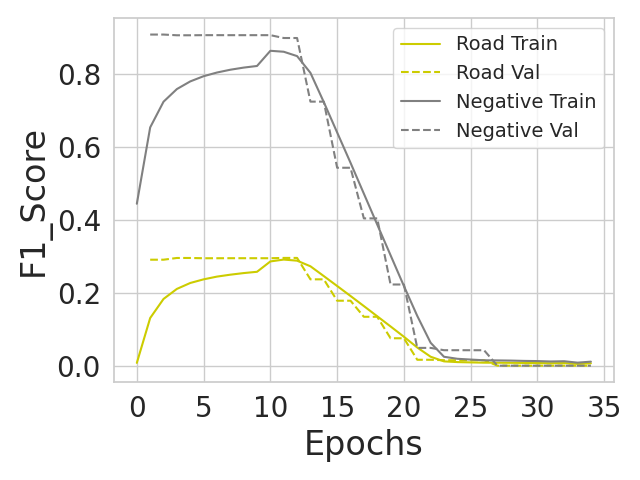 F1_Score
0.8
0.6
0.4
0.2
0.0
0 5 10 15 20 25 30 35
Epochs
Road Train
Road Val
Negative Train
Negative Val